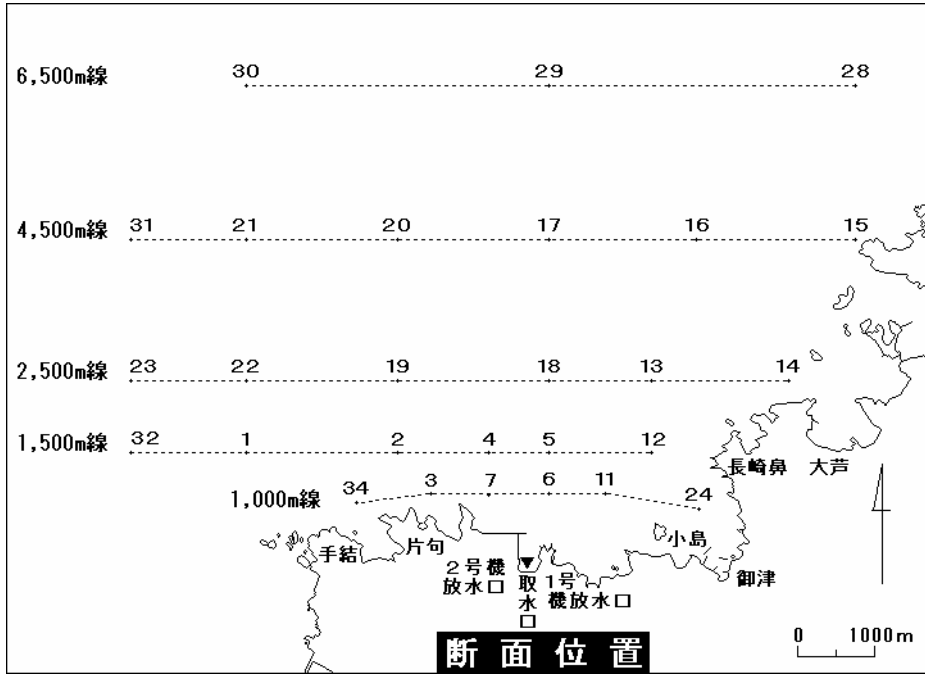 6,500m線 30 29 28
4,500m線 31 21 20 17 16 15
2,500m線 23 22 19 18 13 14
1,500m線 32 1 2 4 5 12
長崎鼻 大芦
1,000m線 34 3 7 6 11 24
手結 片句 小島
2号機
放水口
取水口
1号
機放水口
御津
断面位置
0 1000m